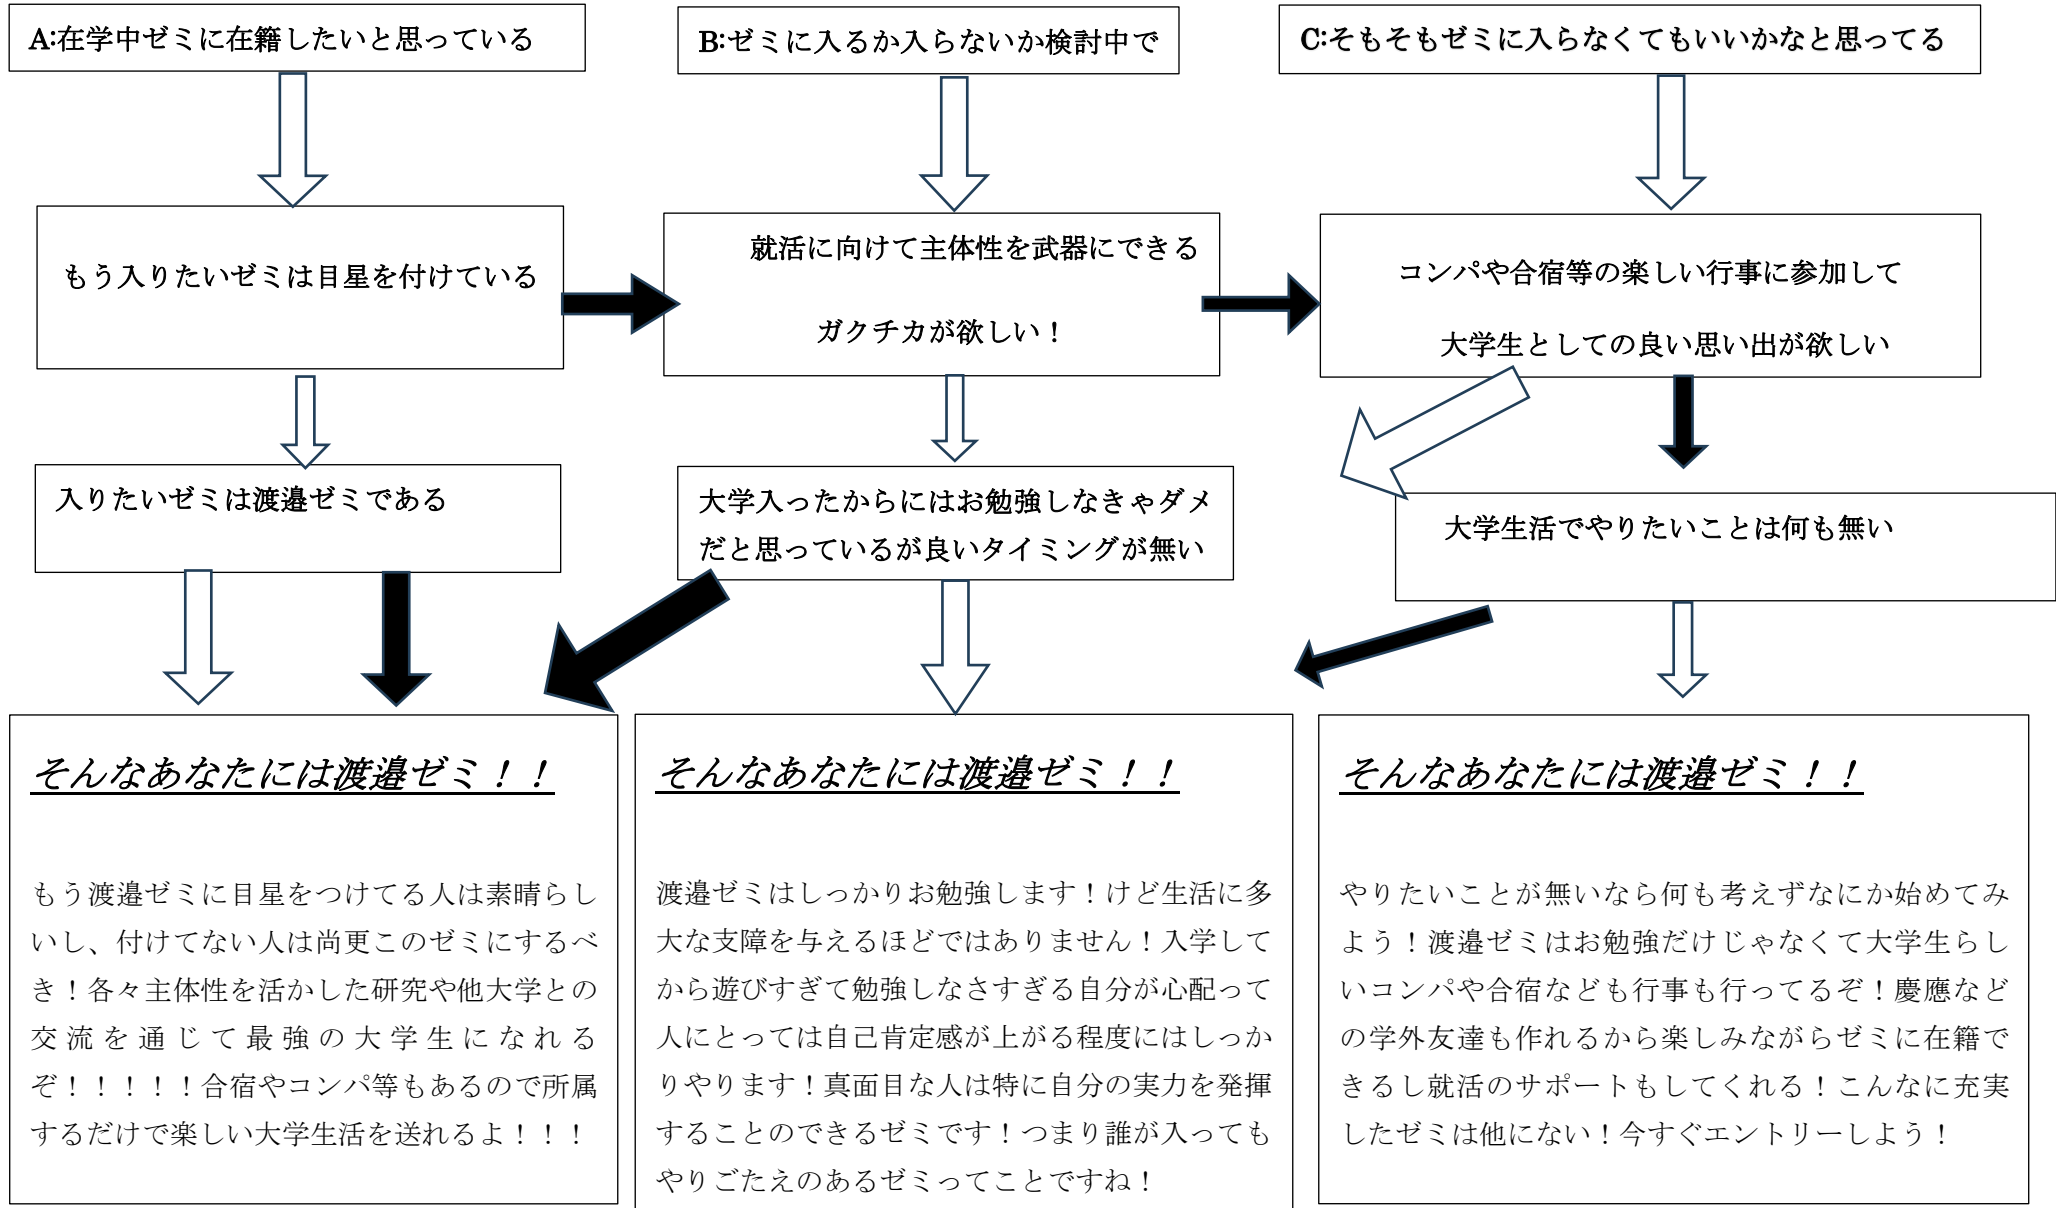 A:在学中ゼミに在籍したいと思っている
B:ゼミに入るか入らないか検討中で
C:そもそもゼミに入らなくてもいいかなと思ってる
もう入りたいゼミは目星を付けている
就活に向けて主体性を武器にできる
ガクチカが欲しい！
コンパや合宿等の楽しい行事に参加して
大学生としての良い思い出が欲しい
入りたいゼミは渡邉ゼミである
大学入ったからにはお勉強しなきゃダメ
だと思っているが良いタイミングが無い
大学生活でやりたいことは何も無い
そんなあなたには渡邉ゼミ！！
もう渡邉ゼミに目星をつけてる人は素晴らし
いし、付けてない人は尚更このゼミにするべ
き！各々主体性を活かした研究や他大学との
交流を通じて最強の大学生になれる
ぞ！！！！！合宿やコンパ等もあるので所属
するだけで楽しい大学生活を送れるよ！！！
そんなあなたには渡邉ゼミ！！
渡邉ゼミはしっかりお勉強します！けど生活に多
大な支障を与えるほどではありません！入学して
から遊びすぎて勉強しなさすぎる自分が心配って
人にとっては自己肯定感が上がる程度にはしっか
りやります！真面目な人は特に自分の実力を発揮
することのできるゼミです！つまり誰が入っても
やりごたえのあるゼミってことですね！
そんなあなたには渡邉ゼミ！！
やりたいことが無いなら何も考えずなにか始めてみ
よう！渡邉ゼミはお勉強だけじゃなくて大学生らし
いコンパや合宿なども行事も行ってるぞ！慶應など
の学外友達も作れるから楽しみながらゼミに在籍で
きるし就活のサポートもしてくれる！こんなに充実
したゼミは他にない！今すぐエントリーしよう！